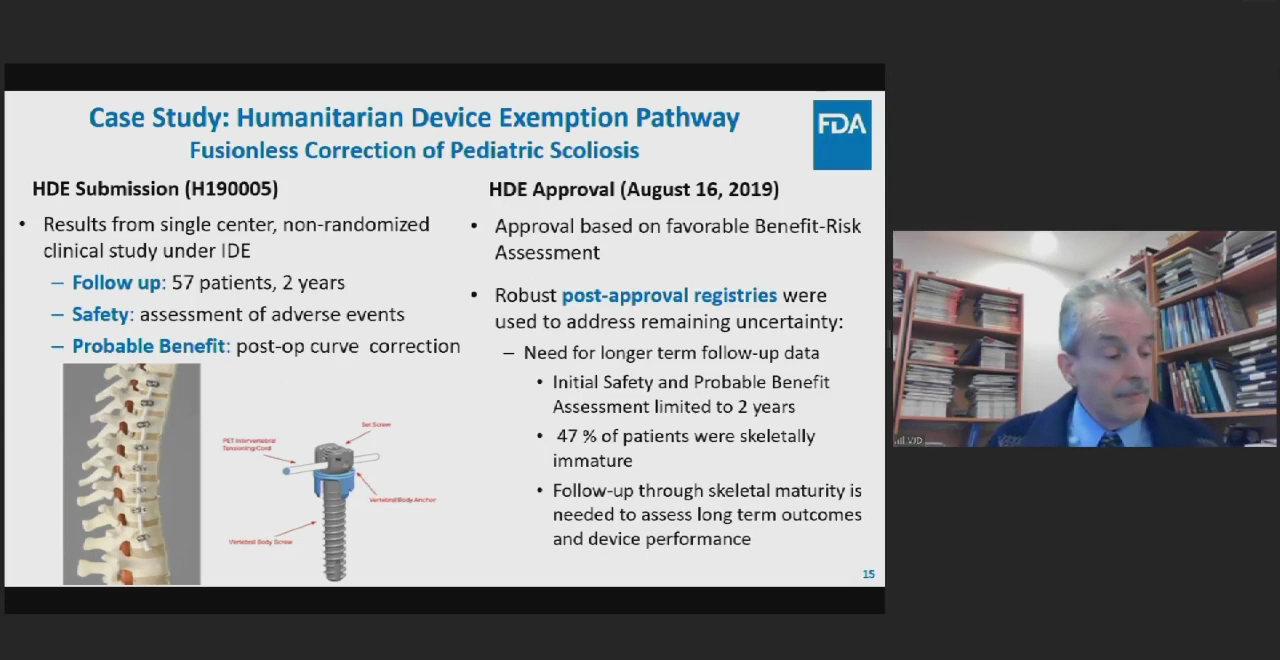 Case Study: Humanitarian Device Exemption Pathway
Fusionless Correction of Pediatric Scoliosis
FDA
HDE Submission (H190005)
• Results from single center, non-randomized
clinical study under IDE
– Follow up: 57 patients, 2 years
– Safety: assessment of adverse events
– Probable Benefit: post-op curve correction
Set Screw
PET Intervertebral
Tensioning/Cord
Vertebral Body Anchor
Vertebral Body Screw
HDE Approval (August 16, 2019)
• Approval based on favorable Benefit-Risk
Assessment
• Robust post-approval registries were
used to address remaining uncertainty:
– Need for longer term follow-up data
• Initial Safety and Probable Benefit
Assessment limited to 2 years
• 47 % of patients were skeletally
immature
• Follow-up through skeletal maturity is
needed to assess long term outcomes
and device performance
15
VJD